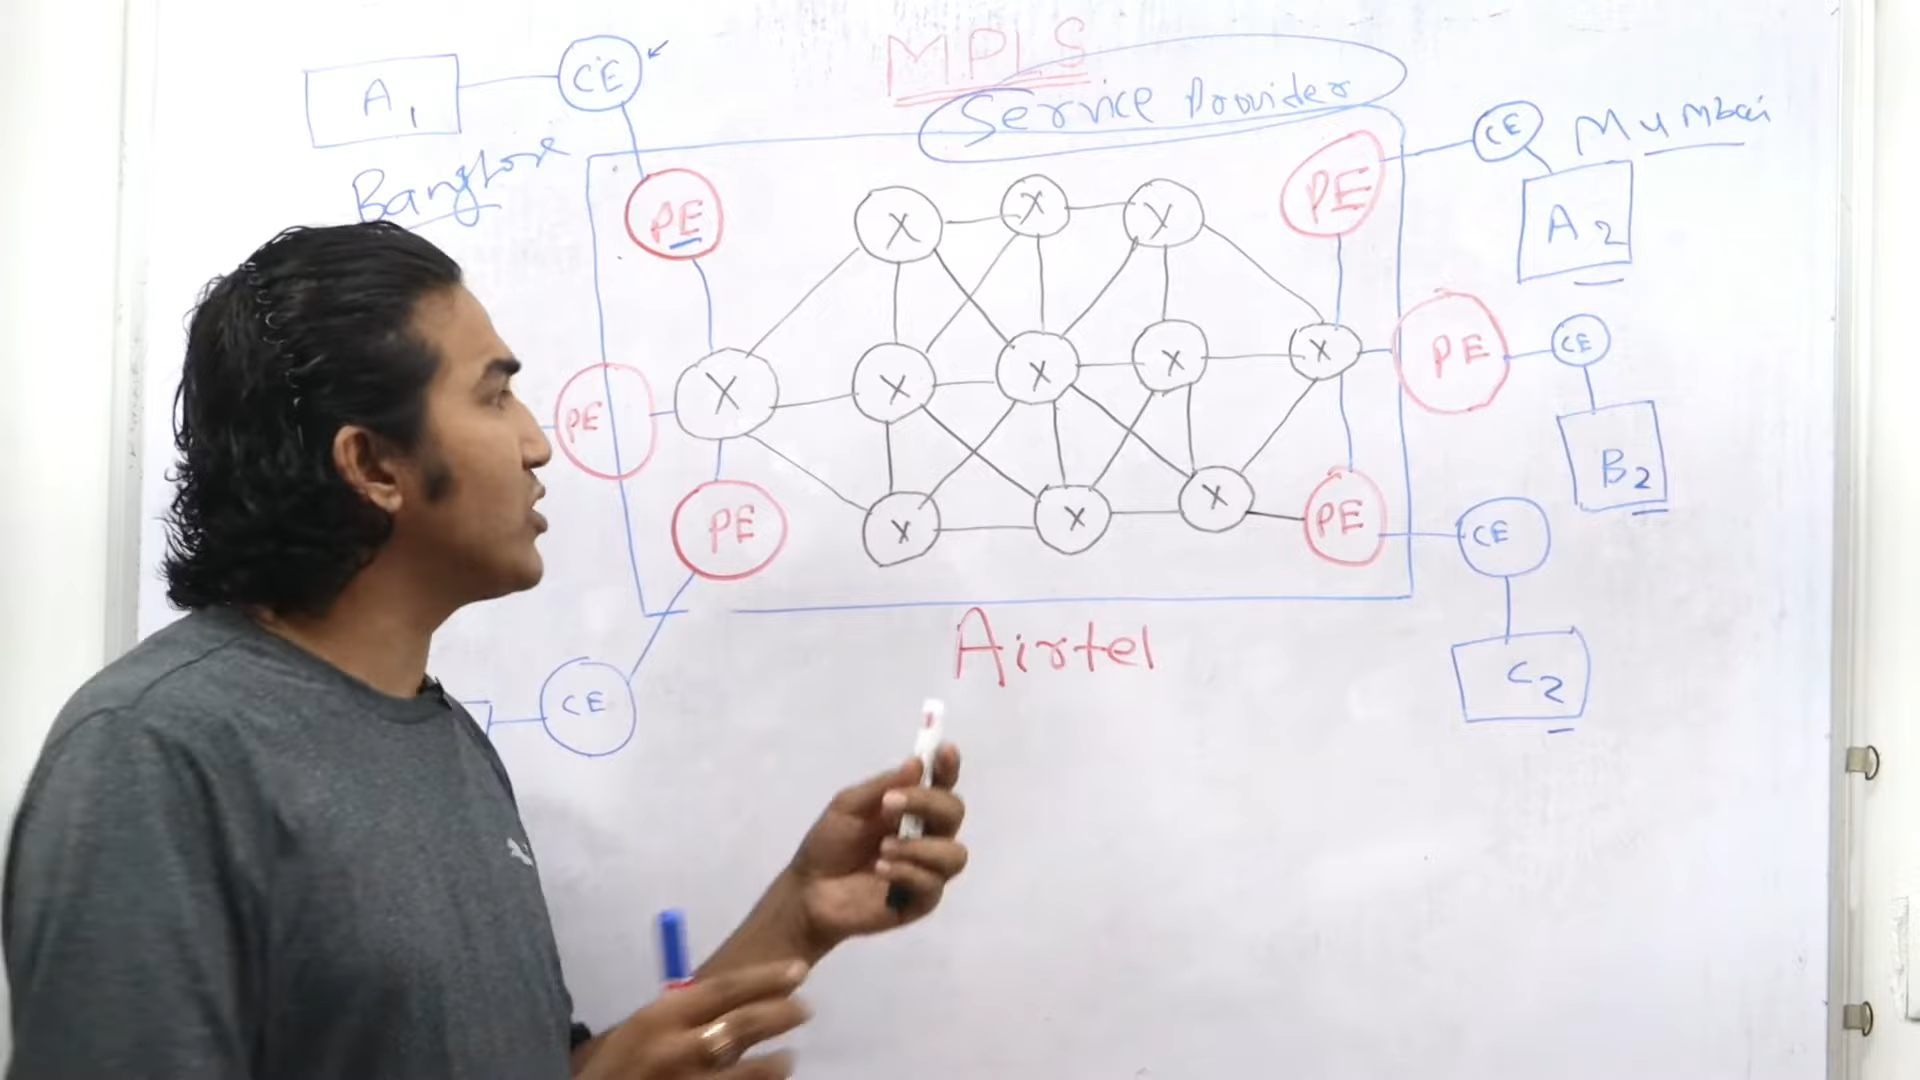 MPLS
Service Provider
A1
CE
Banglore
PE
X
X
X
PE
CE
Mumbai
A2
PE
X
X
X
X
X
PE
CE
B2
PE
X
X
X
PE
CE
CE
C2
Airtel